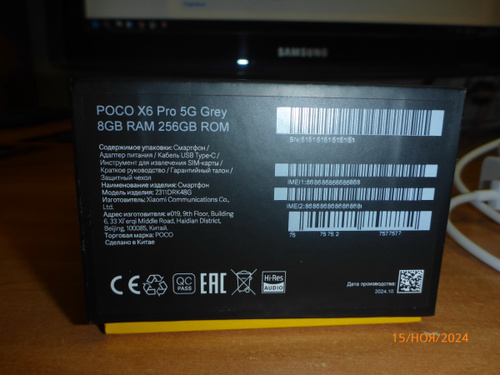 SAMSUNG
POCO X6 Pro 5G Grey
8GB RAM 256GB ROM
Содержимое упаковки: Смартфон /
Адаптер питания / Кабель USB Type-C /
Инструмент для извлечения SIM-карты /
Краткое руководство / Гарантийный талон /
Защитный чехол
Наименование изделия: Смартфон
Модель изделия: 2311DRK48G
Изготовитель: Xiaomi Communications Co.,
Ltd.
Адрес изготовителя: #019, 9th Floor, Building
6, 33 Xi'erqi Middle Road, Haidian District,
Beijing, 100085, Китай.
Торговая марка: POCO
Сделано в Китае
S/N:
IMEI1:
IMEI2:
CE
QC
PASS
EAC
Hi-Res
AUDIO
Дата производства:
2024.10
15/НОЯ/2024